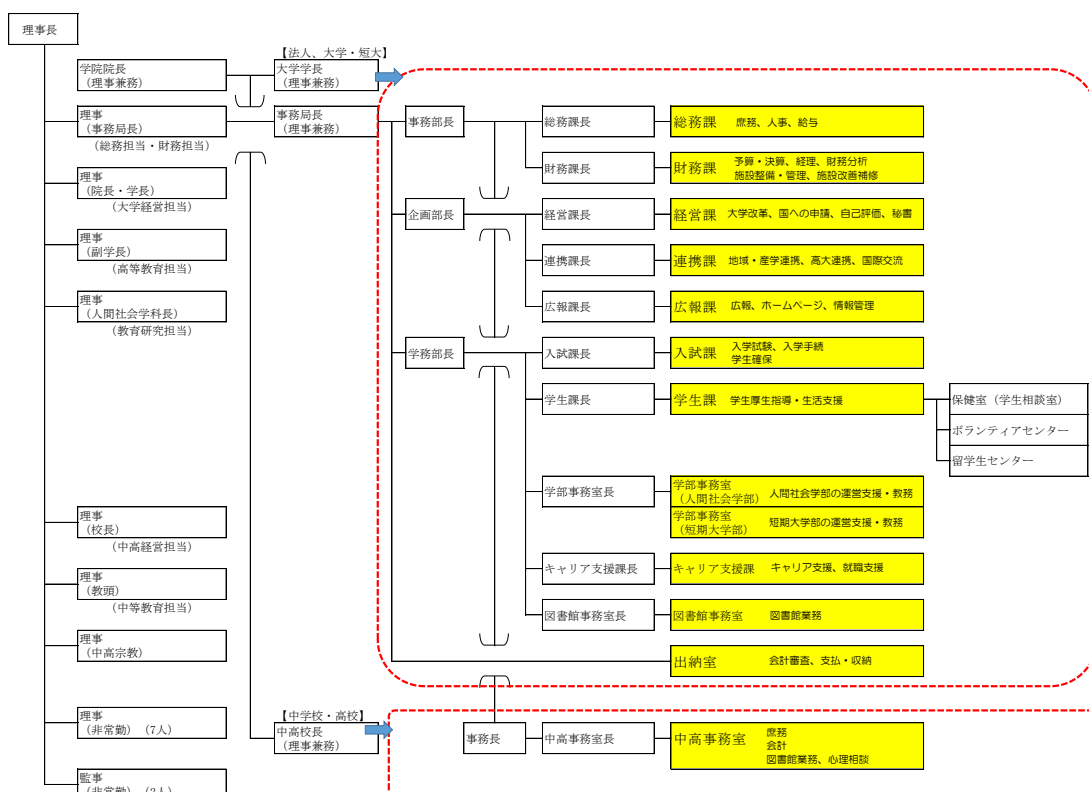 理事長
【法人、大学・短大】
学院院長
(理事兼務)
大学学長
(理事兼務)
理事
(事務局長)
(総務担当・財務担当)
事務局長
(理事兼務)
事務部長
総務課長
総務課 庶務、人事、給与
財務課長
財務課 予算・決算、経理、財務分析
施設整備・管理、施設改善補修
理事
(院長・学長)
(大学経営担当)
企画部長
経営課長
経営課 大学改革、国への申請、自己評価、秘書
理事
(副学長)
(高等教育担当)
連携課長
連携課 地域・産学連携、高大連携、国際交流
理事
(人間社会学科長)
(教育研究担当)
広報課長
広報課 広報、ホームページ、情報管理
学務部長
入試課長
入試課 入学試験、入学手続
学生確保
学生課長
学生課 学生厚生指導・生活支援
保健室(学生相談室)
ボランティアセンター
留学生センター
学部事務室長
学部事務室
(人間社会学部) 人間社会学部の運営支援・教務
学部事務室
(短期大学部) 短期大学部の運営支援・教務
理事
(校長)
(中高経営担当)
キャリア支援課長
キャリア支援課 キャリア支援、就職支援
理事
(教頭)
(中等教育担当)
図書館事務室長
図書館事務室 図書館業務
理事
(中高宗教)
出納室 会計審査、支払・収納
理事
(非常勤)(7人)
【中学校・高校】
中高校長
(理事兼務)
事務長
中高事務室長
中高事務室 庶務
会計
図書館業務、心理相談
監事